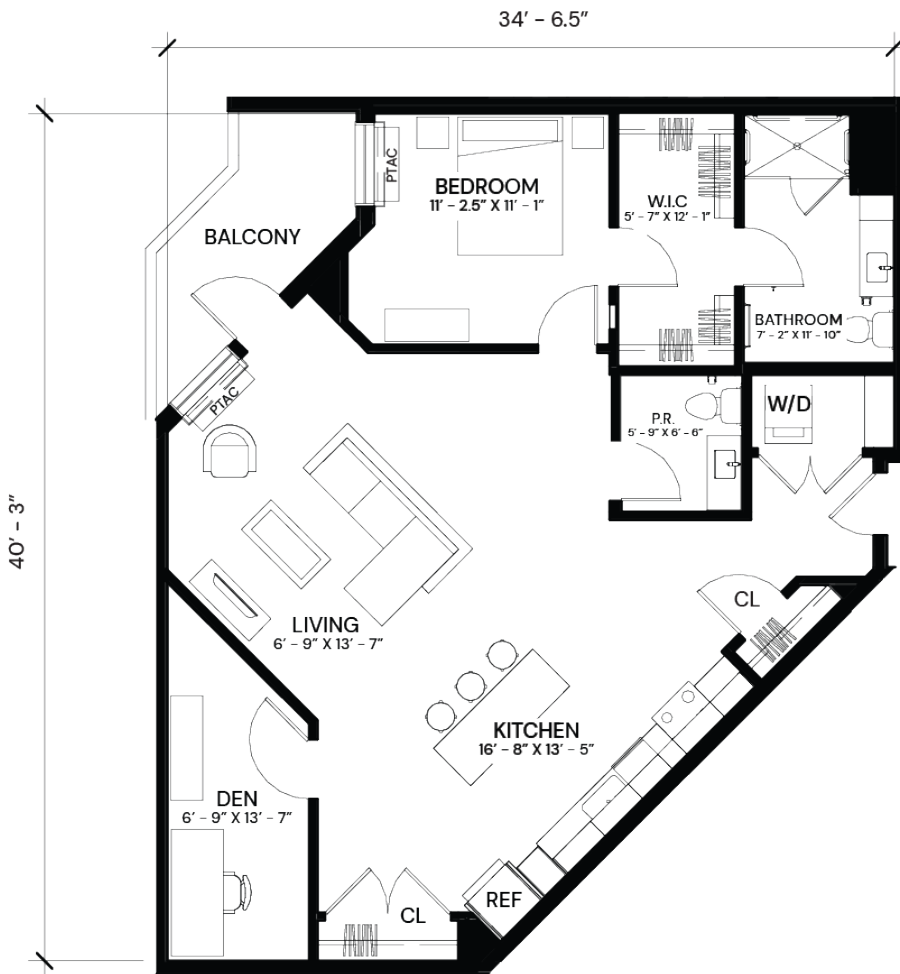 34' - 6.5"
40' - 3"
PTAC
BEDROOM
11' - 2.5" X 11' - 1"
W.I.C
5' - 7" X 12' - 1"
BALCONY
BATHROOM
7' - 2" X 11' - 10"
PTAC
P.R.
5' - 9" X 6' - 6"
W/D
CL
LIVING
6' - 9" X 13' - 7"
KITCHEN
16' - 8" X 13' - 5"
DEN
6' - 9" X 13' - 7"
REF
CL